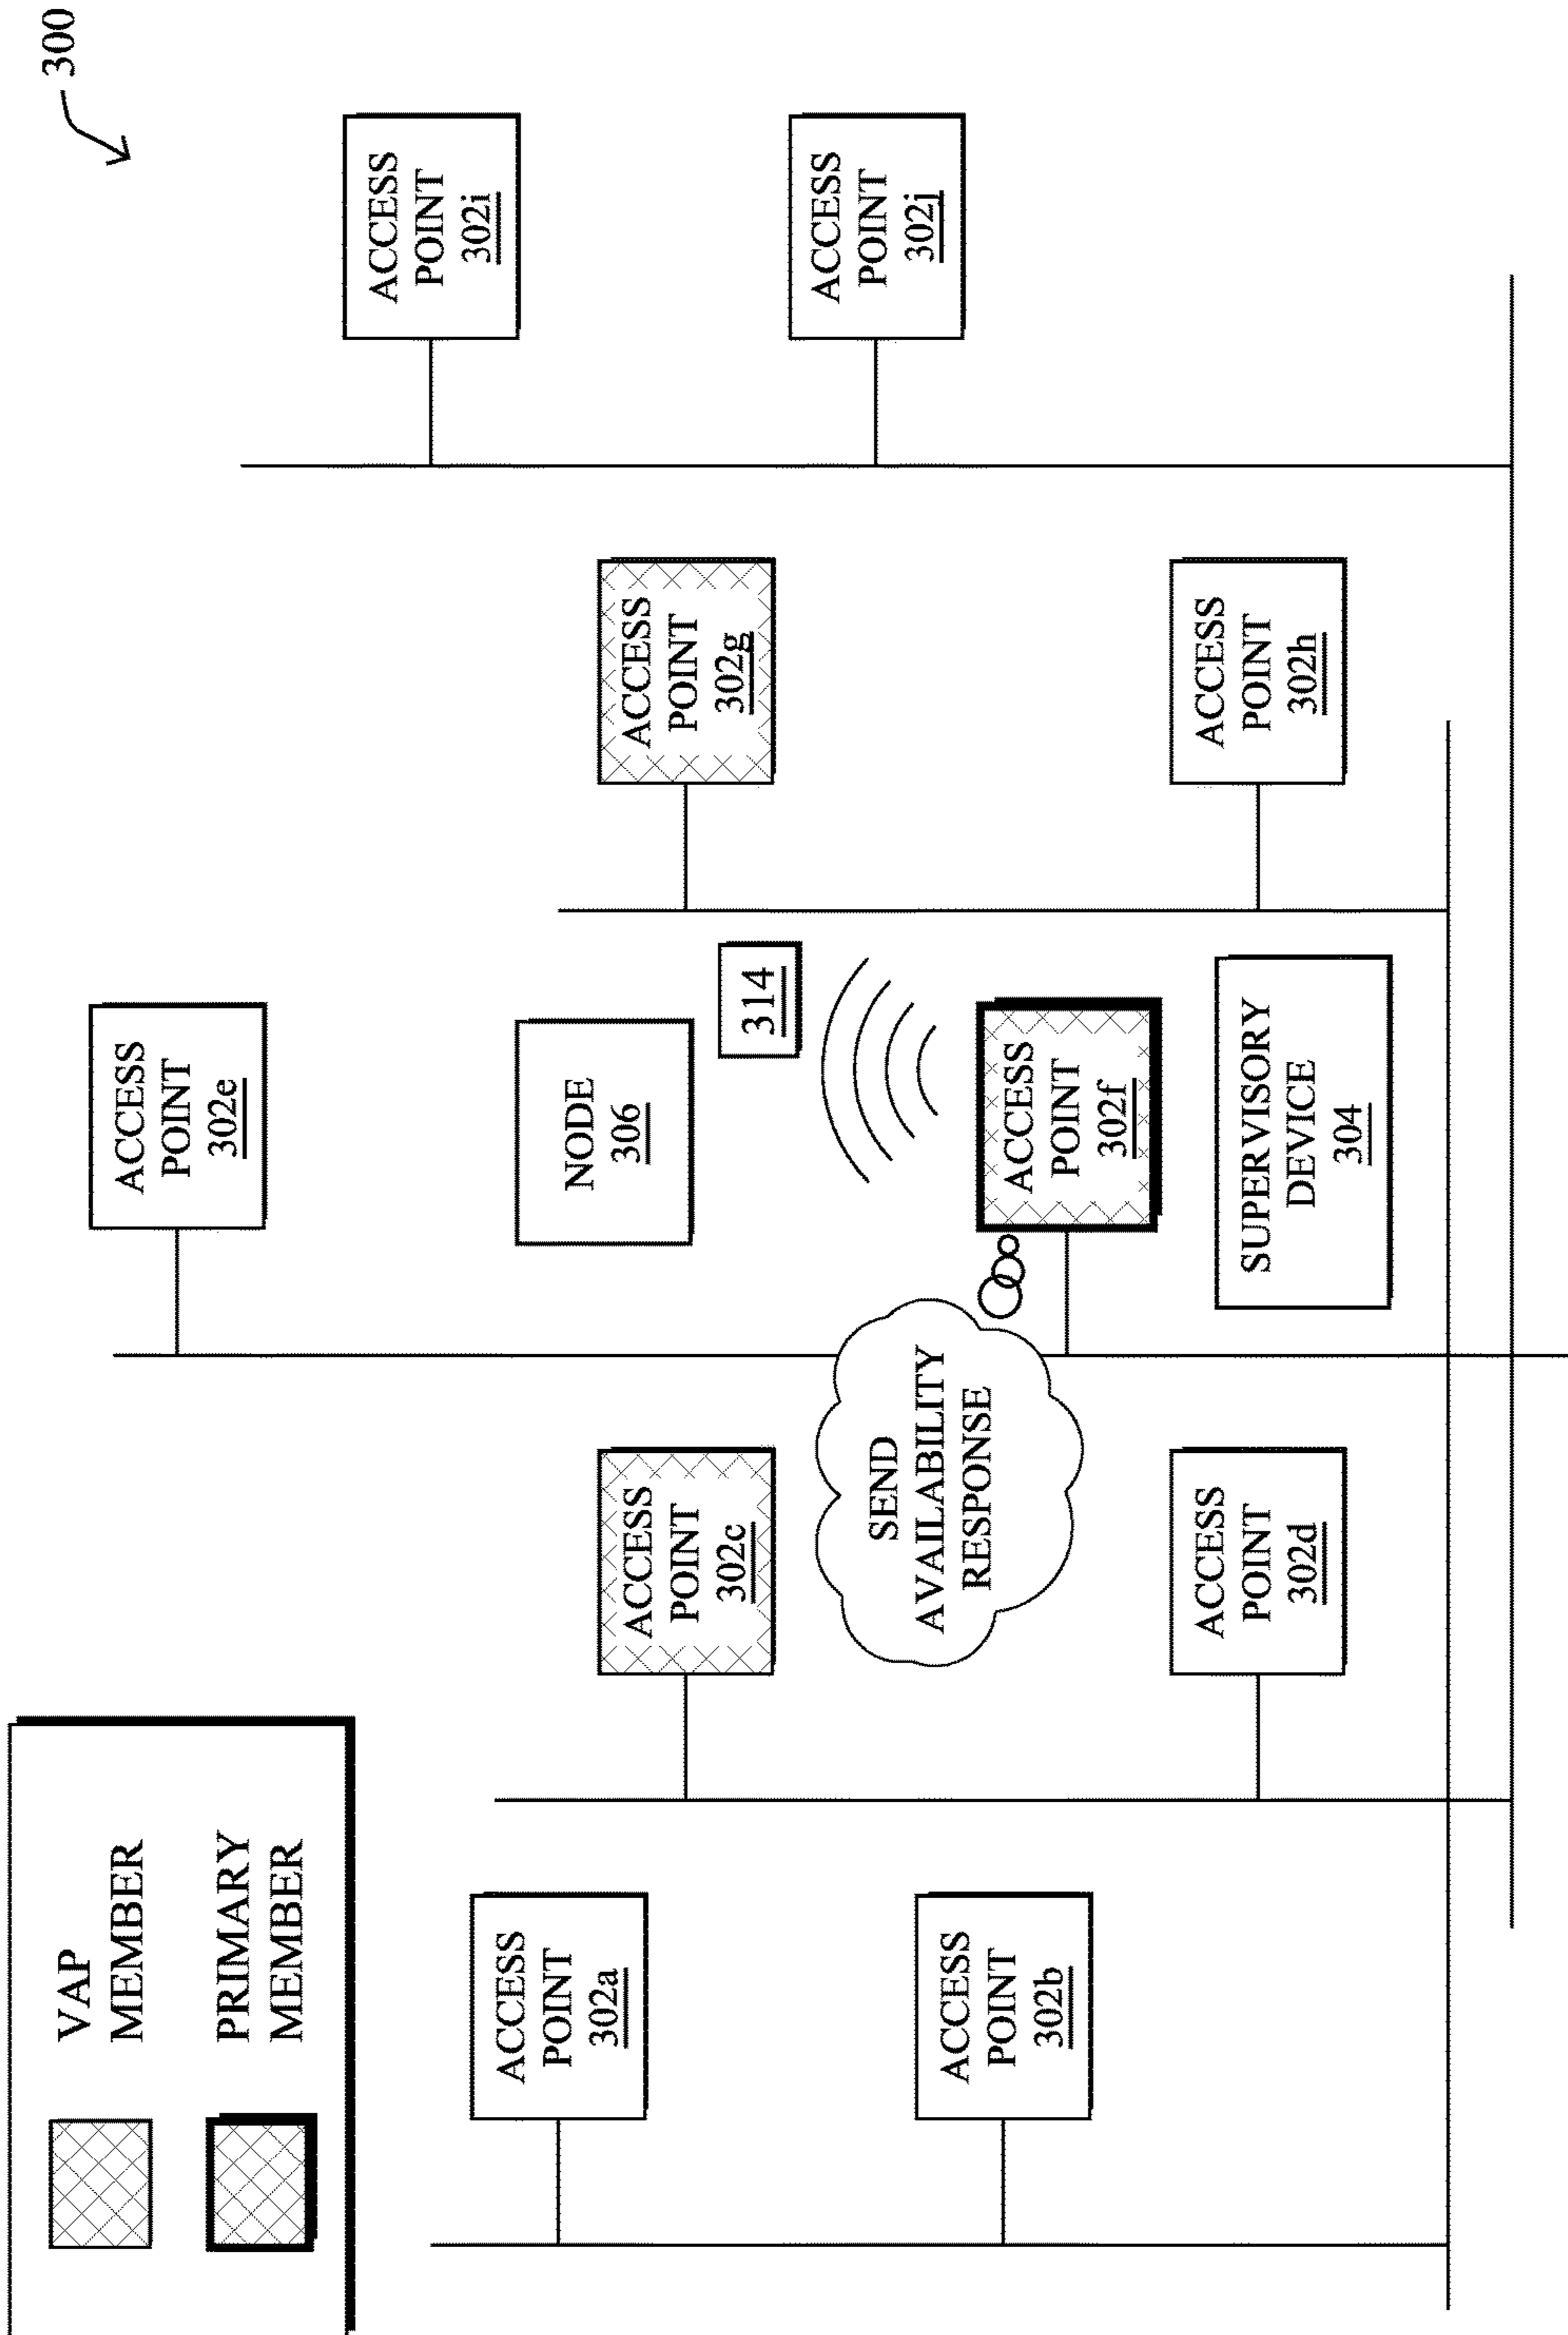 VAP
MEMBER
PRIMARY
MEMBER
300
ACCESS
POINT
302e
ACCESS
POINT
302i
ACCESS
POINT
302a
NODE
306
ACCESS
POINT
302c
ACCESS
POINT
302g
314
ACCESS
POINT
302j
SEND
AVAILABILITY
RESPONSE
ACCESS
POINT
302b
ACCESS
POINT
302f
ACCESS
POINT
302d
ACCESS
POINT
302h
SUPERVISORY
DEVICE
304